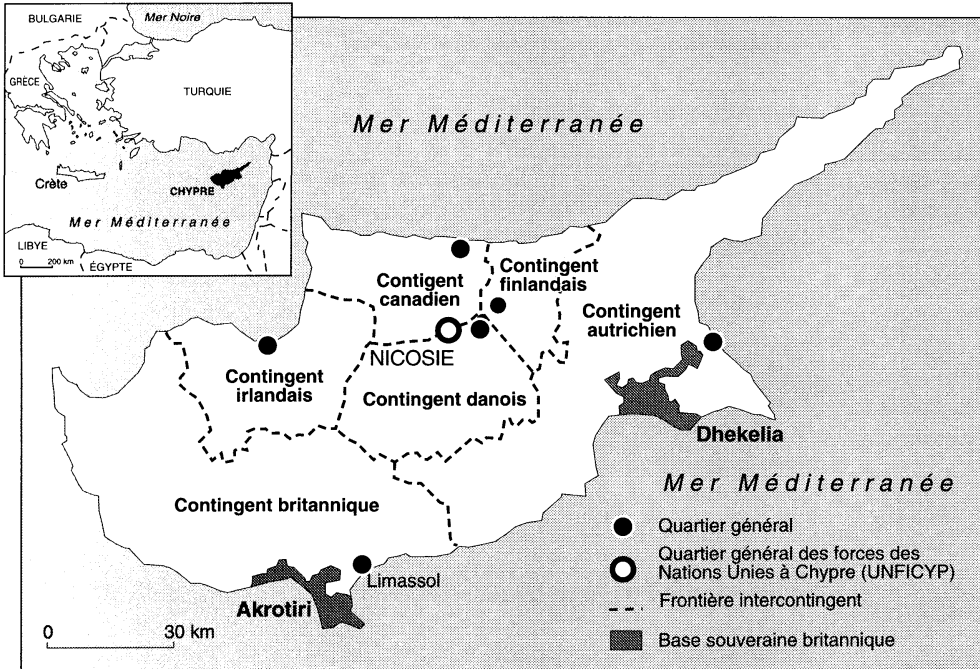 BULGARIE
Mer Noire
GRÈCE
TURQUIE
Crète
CHYPRE
Mer Méditerranée
LIBYE
0 200 km
ÉGYPTE
Mer Méditerranée
Contigent
canadien
Contingent
finlandais
Contingent
autrichien
NICOSIE
Contingent
irlandais
Contingent danois
Dhekelia
Contingent britannique
Mer Méditerranée
Limassol
Akrotiri
0 30 km
Quartier général
Quartier général des forces des
Nations Unies à Chypre (UNFICYP)
Frontière intercontingent
Base souveraine britannique